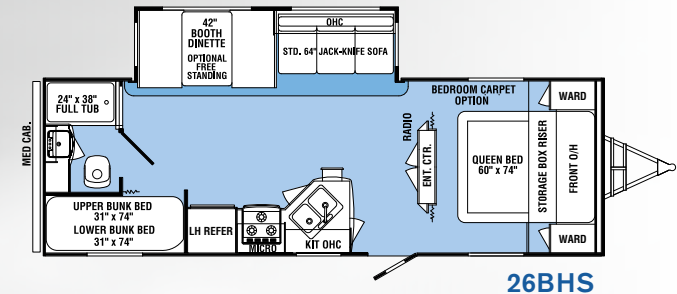 42"
BOOTH
DINETTE
OPTIONAL
FREE
STANDING
OHC
STD. 64" JACK-KNIFE SOFA
24" x 38"
FULL TUB
MED CAB.
BEDROOM CARPET
OPTION
WARD
RADIO
ENT. CTR.
QUEEN BED
60" x 74"
STORAGE BOX RISER
FRONT O/H
UPPER BUNK BED
31" x 74"
LOWER BUNK BED
31" x 74"
LH REFER
MICRO
KIT OHC
WARD
26BHS